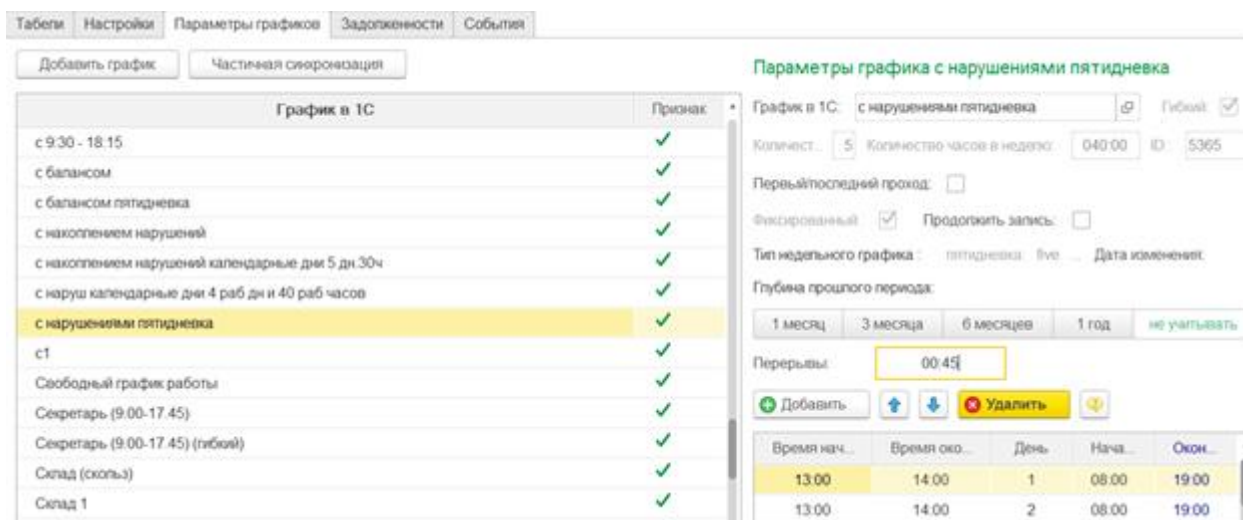 Табели Настройки Параметры графиков Задолженности События
Добавить график Частичная синхронизация
График в 1С Признак
с 9:30 - 18:15
с балансом
с балансом пятидневка
с накоплением нарушений
с накоплением нарушений календарные дни 5 дн.30ч
с наруш календарные дни 4 раб дн и 40 раб часов
с нарушениями пятидневка
с1
Свободный график работы
Секретарь (9.00-17.45)
Секретарь (9.00-17.45) (гибкий)
Склад (скольз)
Склад 1
Параметры графика с нарушениями пятидневка
График в 1С: с нарушениями пятидневка Гибкий:
Количест... 5 Количество часов в неделю: 040:00 ID: 5365
Первый/последний проход:
Фиксированный Продолжить запись:
Тип недельного графика : пятидневка five ... Дата изменения:
Глубина прошлого периода:
1 месяц 3 месяца 6 месяцев 1 год не учитывать
Перерывы: 00:45
Добавить Удалить
Время нач... Время око... День Нача... Окон...
13:00 14:00 1 08:00 19:00
13:00 14:00 2 08:00 19:00